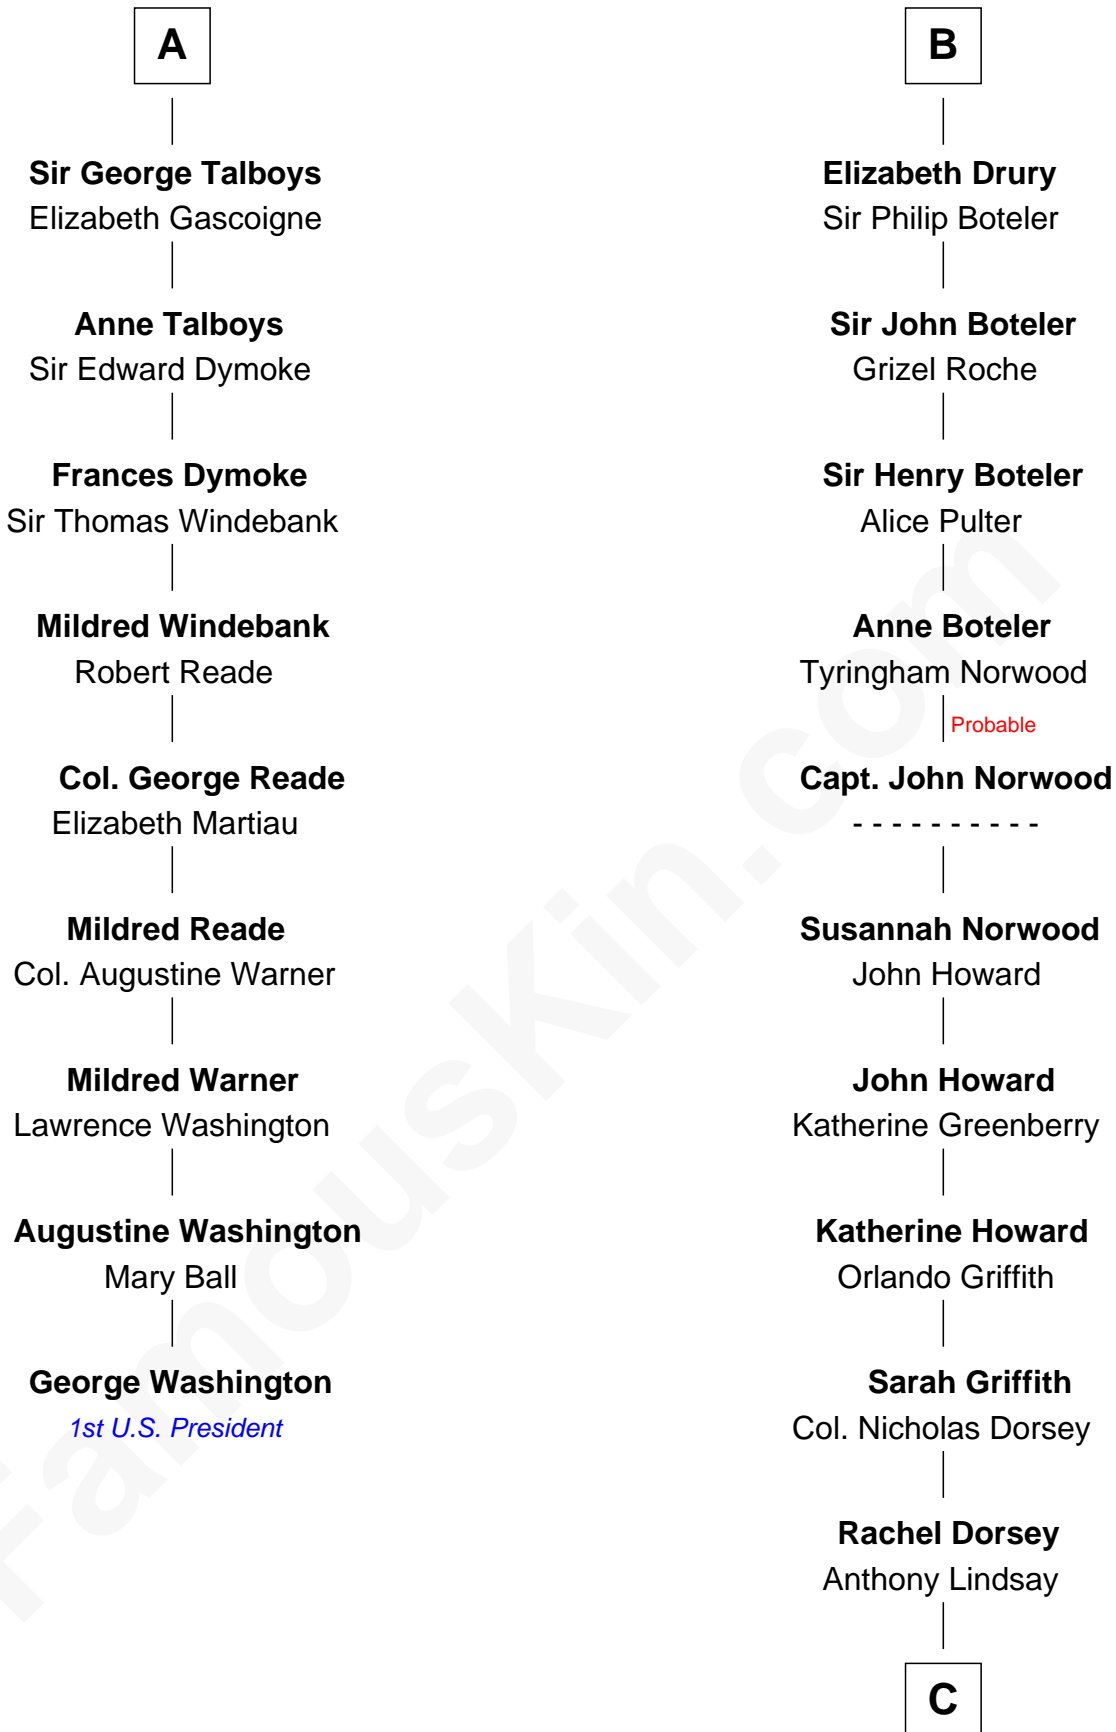 A
Sir George Talboys
Elizabeth Gascoigne
Anne Talboys
Sir Edward Dymoke
Frances Dymoke
Sir Thomas Windebank
Mildred Windebank
Robert Reade
Col. George Reade
Elizabeth Martiau
Mildred Reade
Col. Augustine Warner
Mildred Warner
Lawrence Washington
Augustine Washington
Mary Ball
George Washington
1st U.S. President
B
Elizabeth Drury
Sir Philip Boteler
Sir John Boteler
Grizel Roche
Sir Henry Boteler
Alice Pulter
Anne Boteler
Tyringham Norwood
Probable
Capt. John Norwood
- - - - - - - - - -
Susannah Norwood
John Howard
John Howard
Katherine Greenberry
Katherine Howard
Orlando Griffith
Sarah Griffith
Col. Nicholas Dorsey
Rachel Dorsey
Anthony Lindsay
C
FamousKin.com